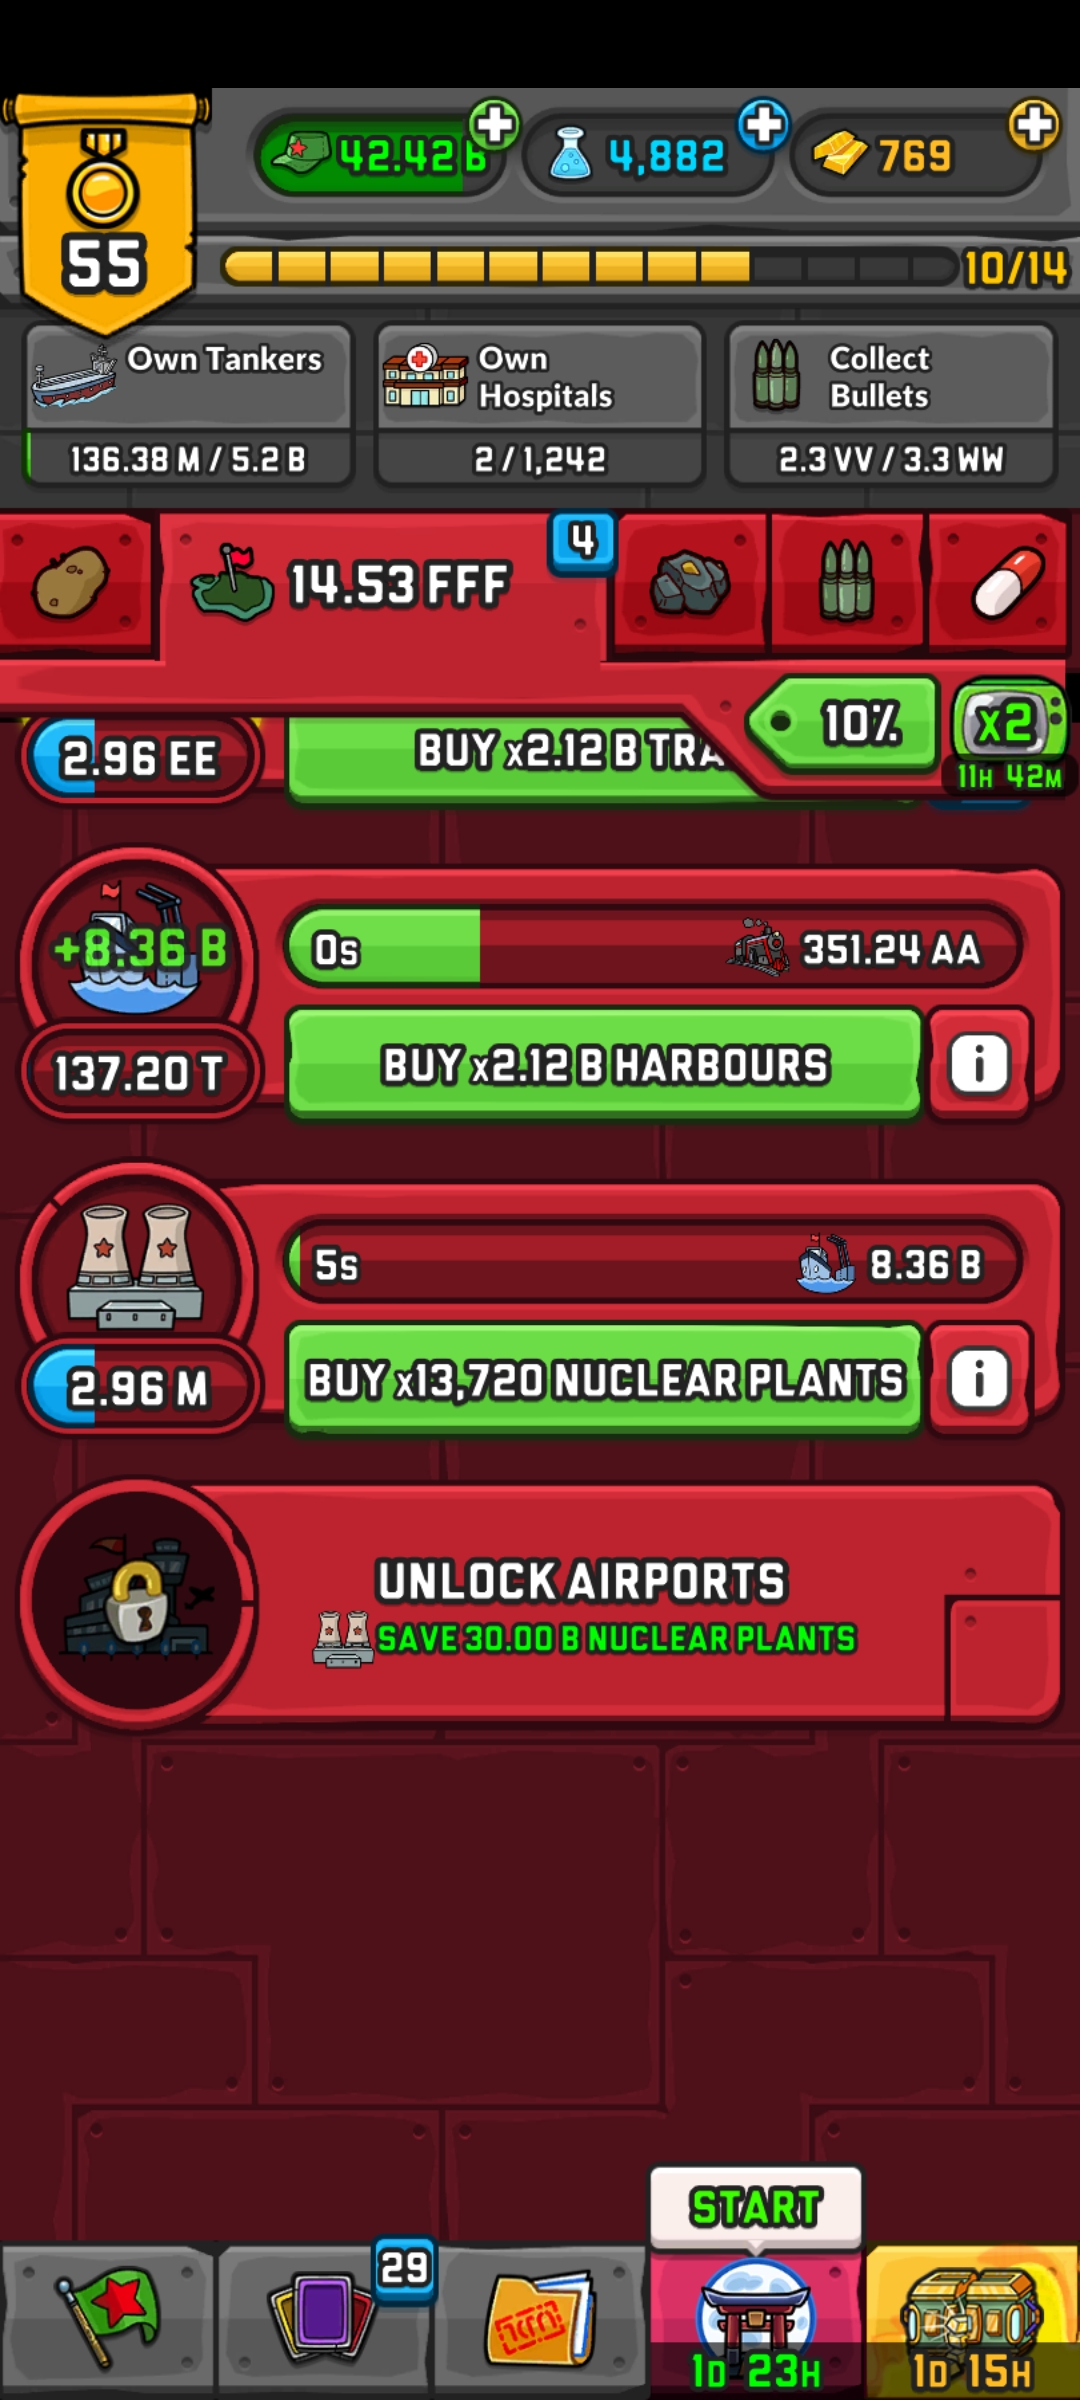 42.42 B
4,882
769
55
10/14
Own Tankers
136.38 M / 5.2 B
Own
Hospitals
2 / 1,242
Collect
Bullets
2.3 VV / 3.3 WW
14.53 FFF
4
10%
x2
11H 42M
2.96 EE
BUY x2.12 B TRA
+8.36 B
0s
351.24 AA
137.20 T
BUY x2.12 B HARBOURS
i
5s
8.36 B
2.96 M
BUY x13,720 NUCLEAR PLANTS
i
UNLOCK AIRPORTS
SAVE 30.00 B NUCLEAR PLANTS
START
29
1D 23H
1D 15H